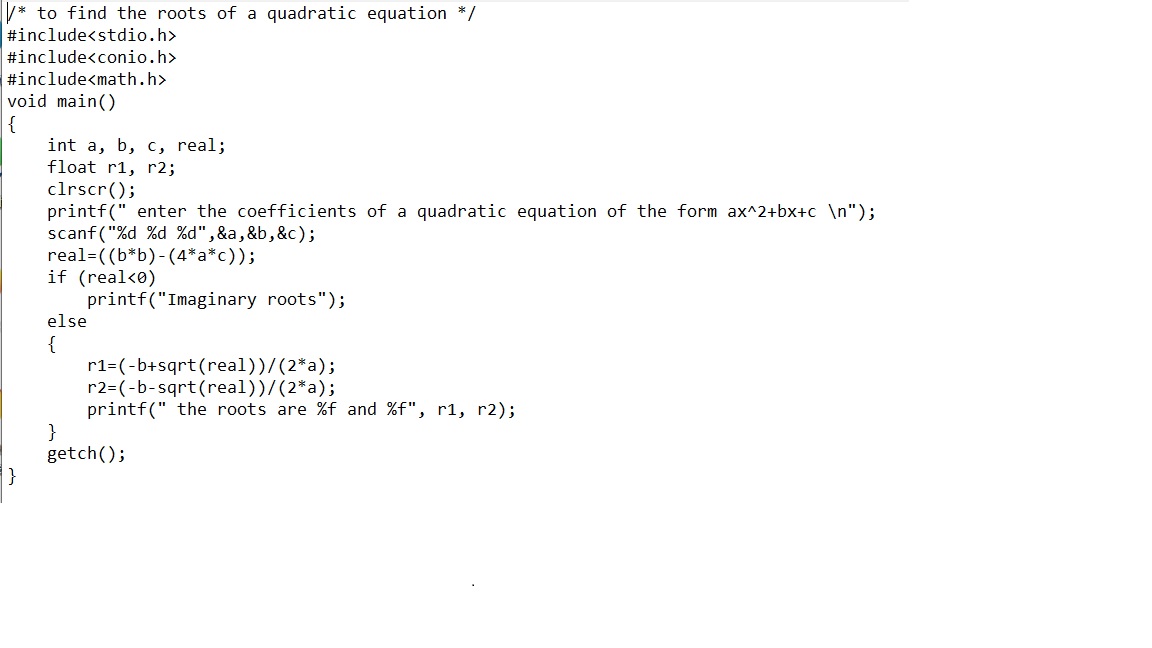 /* to find the roots of a quadratic equation */
#include<stdio.h>
#include<conio.h>
#include<math.h>
void main()
{
    int a, b, c, real;
    float r1, r2;
    clrscr();
    printf(" enter the coefficients of a quadratic equation of the form ax^2+bx+c \n");
    scanf("%d %d %d",&a,&b,&c);
    real=((b*b)-(4*a*c));
    if (real<0)
        printf("Imaginary roots");
    else
    {
        r1=(-b+sqrt(real))/(2*a);
        r2=(-b-sqrt(real))/(2*a);
        printf(" the roots are %f and %f", r1, r2);
    }
    getch();
}